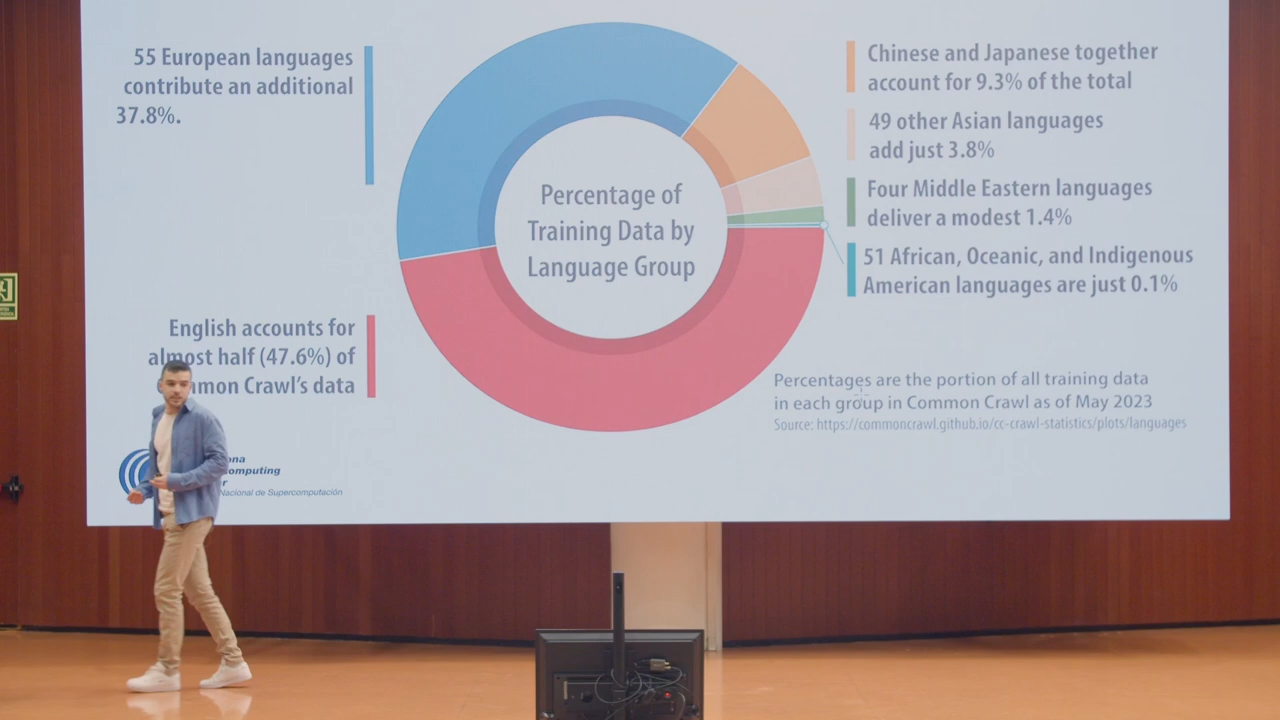 55 European languages
contribute an additional
37.8%.
English accounts for
almost half (47.6%) of
Common Crawl's data
Percentage of
Training Data by
Language Group
Chinese and Japanese together
account for 9.3% of the total
49 other Asian languages
add just 3.8%
Four Middle Eastern languages
deliver a modest 1.4%
51 African, Oceanic, and Indigenous
American languages are just 0.1%
Percentages are the portion of all training data
in each group in Common Crawl as of May 2023
Source: https://commoncrawl.github.io/cc-crawl-statistics/plots/languages
Nacional de Supercomputación